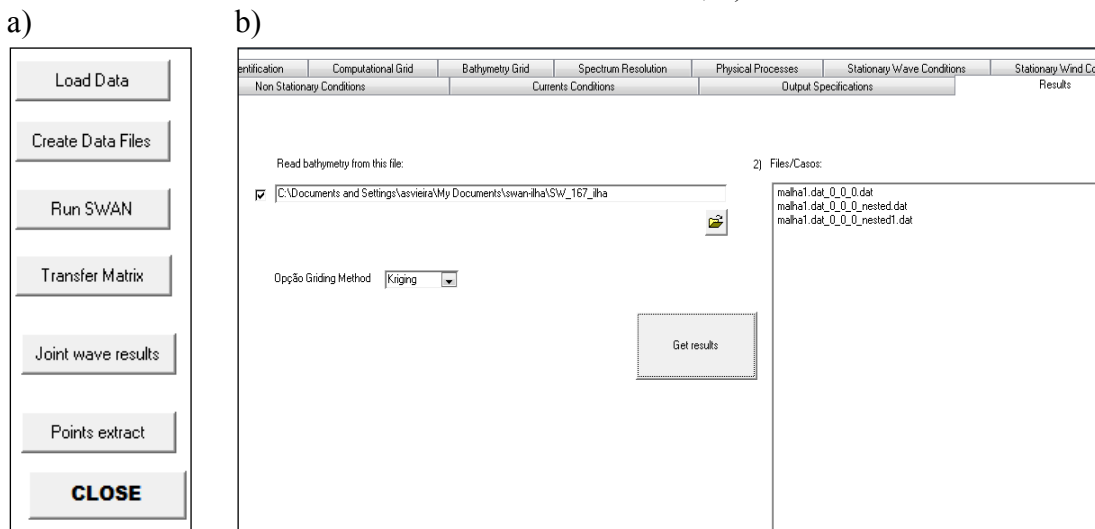 a)
b)
Load Data
Create Data Files
Run SWAN
Transfer Matrix
Joint wave results
Points extract
CLOSE
entification Computational Grid Bathymetry Grid Spectrum Resolution Physical Processes Stationary Wave Conditions Stationary Wind Co
Non Stationary Conditions Currents Conditions Output Specifications Results
Read bathymetry from this file:
C:\Documents and Settings\asvieira\My Documents\swan-ilha\SW_167_ilha
Opção Griding Method Kriging
Get results
2) Files/Casos:
malha1.dat_0_0_0.dat
malha1.dat_0_0_0_nested.dat
malha1.dat_0_0_0_nested1.dat